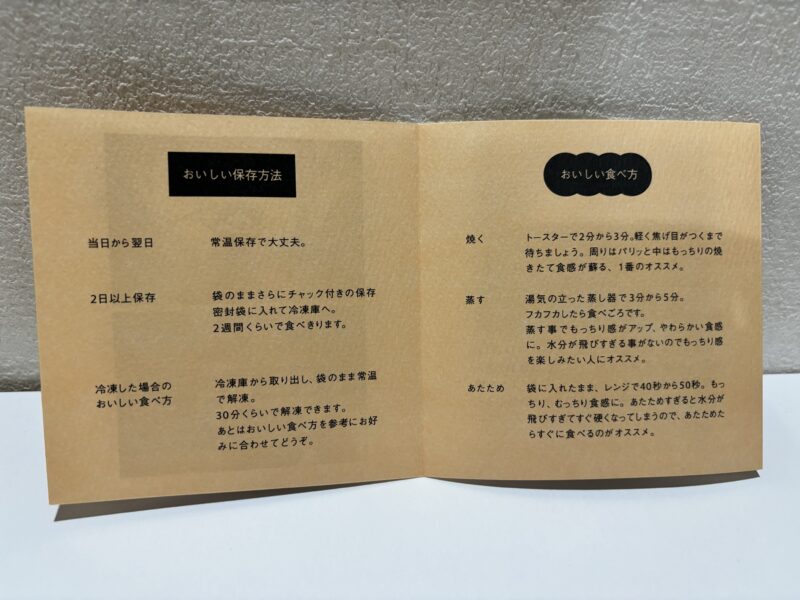 おいしい保存方法
当日から翌日
常温保存で大丈夫。
2日以上保存
袋のままさらにチャック付きの保存
密封袋に入れて冷凍庫へ。
2週間くらいで食べきります。
冷凍した場合の
おいしい食べ方
冷凍庫から取り出し、袋のまま常温
で解凍。
30分くらいで解凍できます。
あとはおいしい食べ方を参考にお好
みに合わせてどうぞ。
おいしい食べ方
焼く
トースターで2分から3分。軽く焦げ目がつくまで
待ちましょう。周りはパリッと中はもっちりの焼
きたて食感が蘇る、1番のオススメ。
蒸す
湯気の立った蒸し器で3分から5分。
フカフカしたら食べごろです。
蒸す事でもっちり感がアップ、やわらかい食感
に。水分が飛びすぎる事がないのでもっちり感
を楽しみたい人にオススメ。
あたため
袋に入れたまま、レンジで40秒から50秒。もっ
ちり、むっちり食感に。あたためすぎると水分が
飛びすぎてすぐ硬くなってしまうので、あたためた
らすぐに食べるのがオススメ。